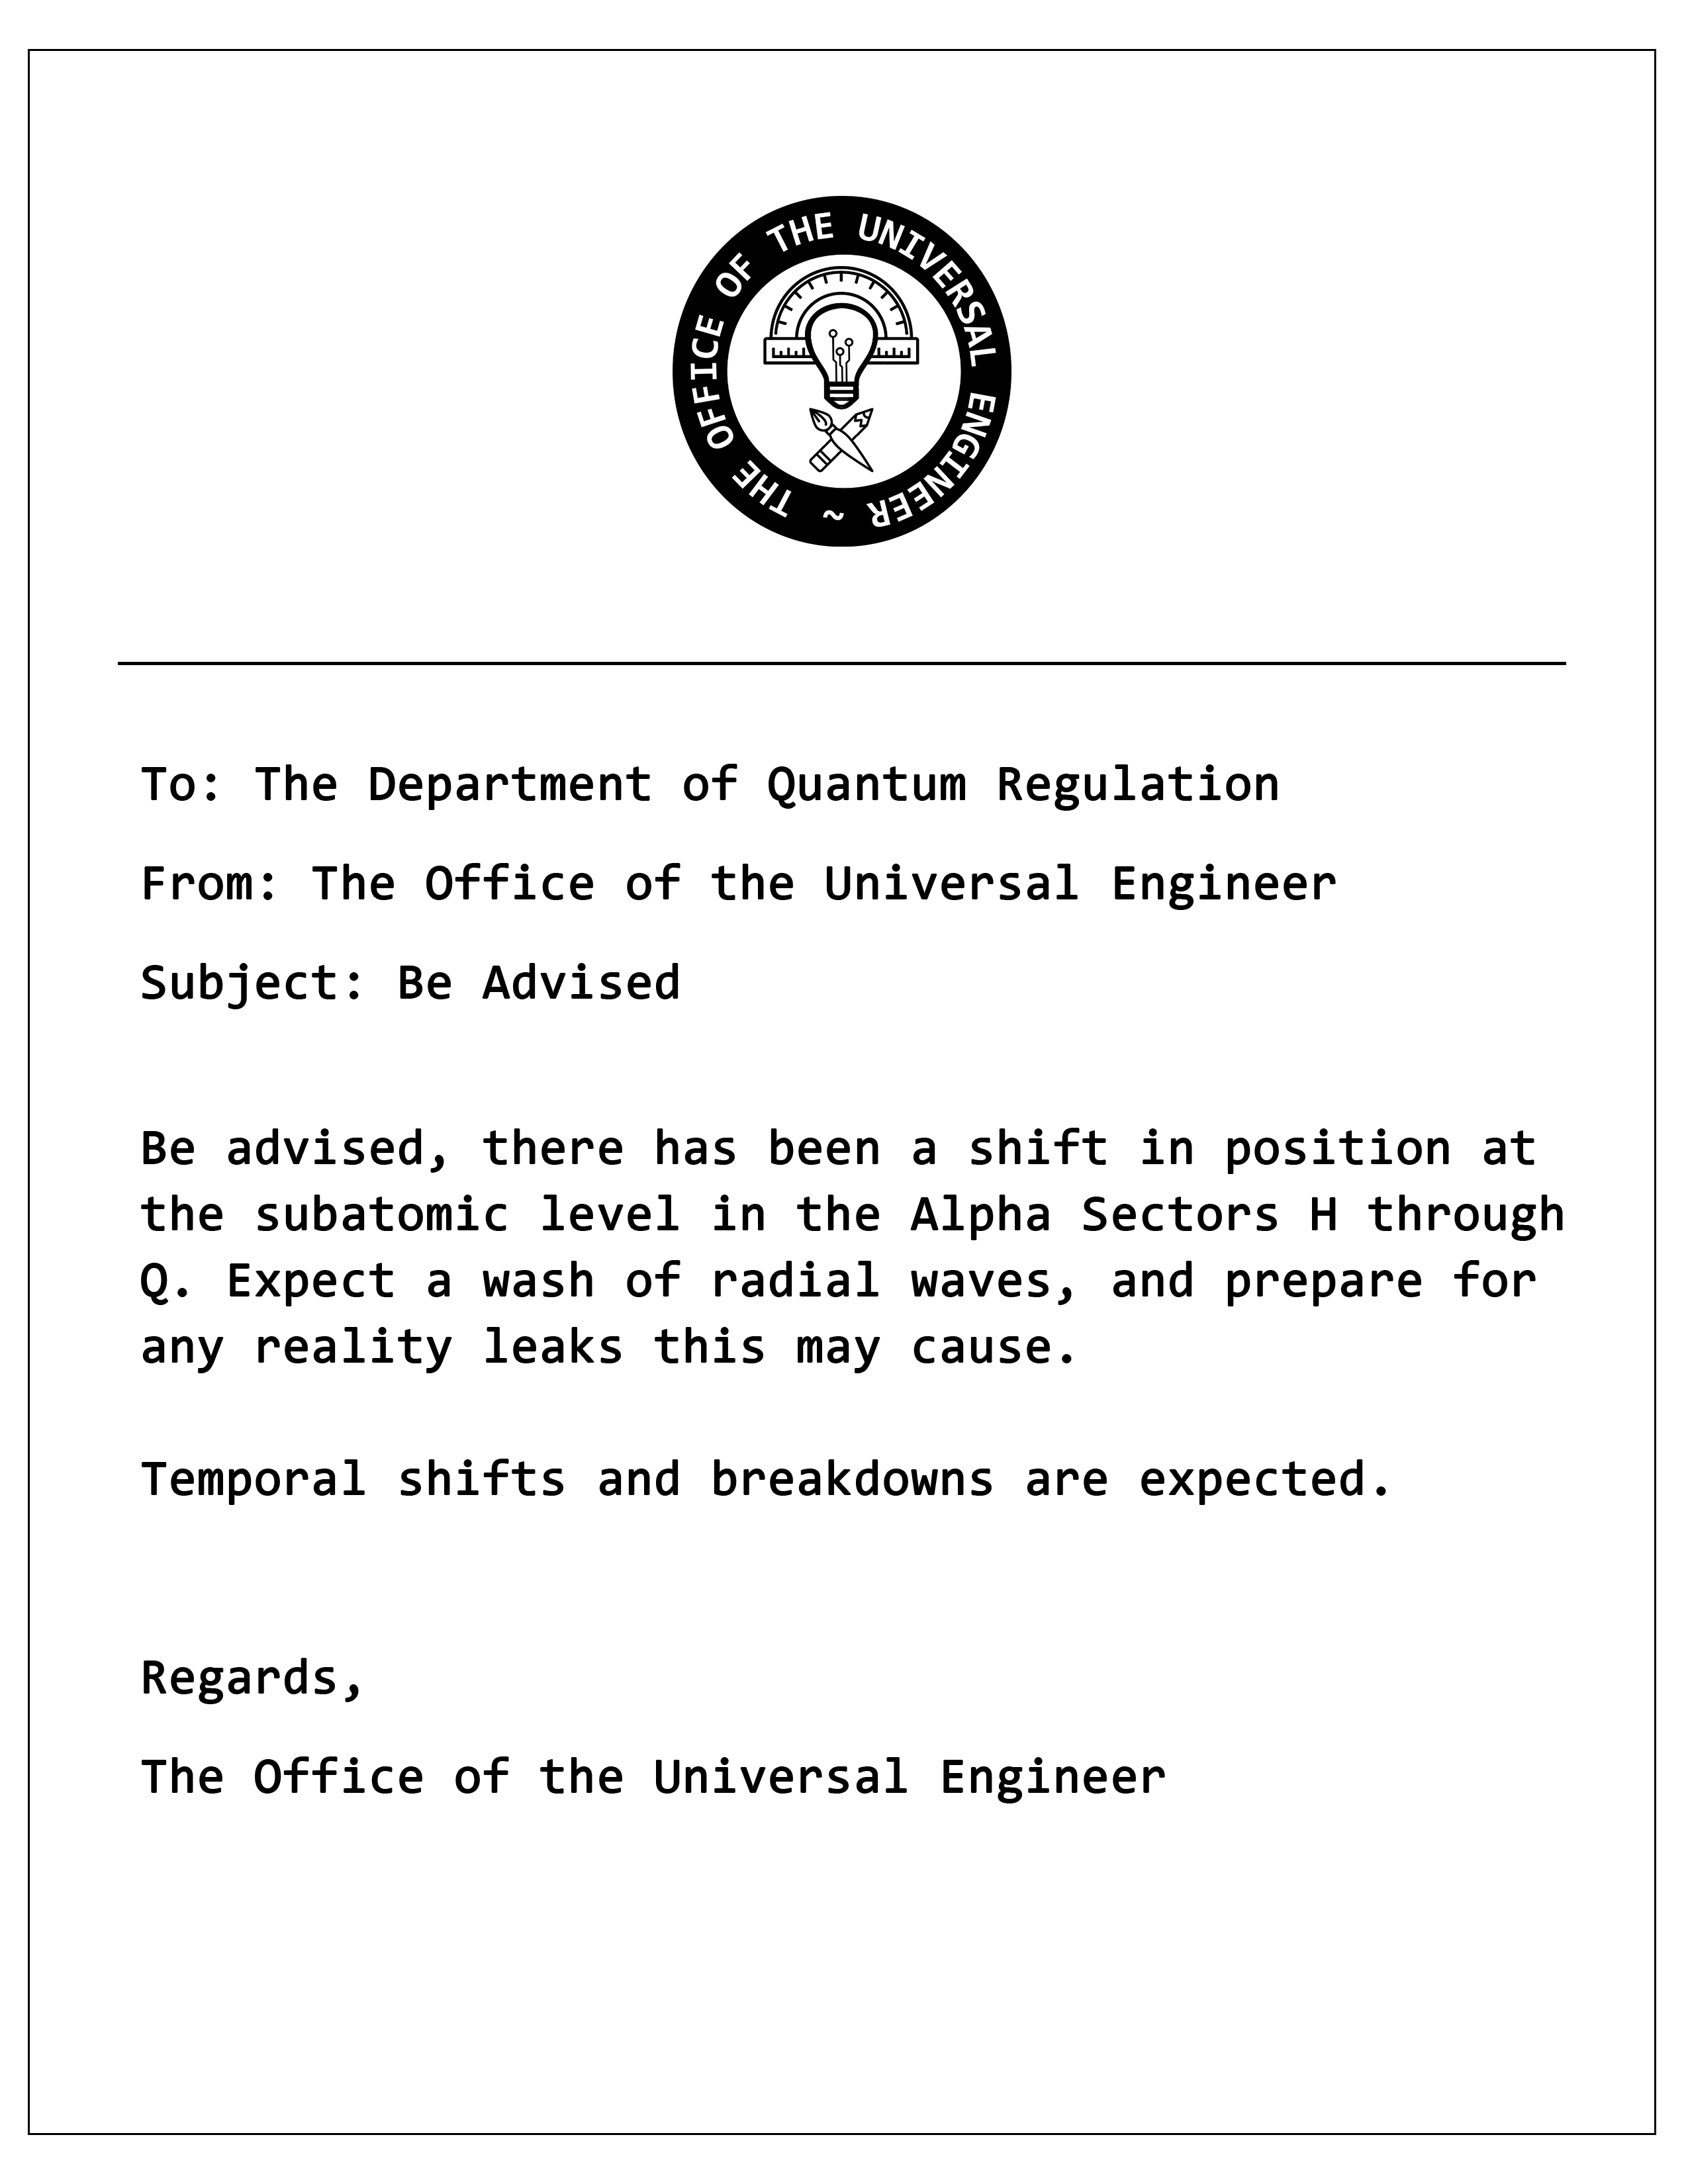 THE OFFICE OF THE UNIVERSAL ENGINEER ~
To: The Department of Quantum Regulation
From: The Office of the Universal Engineer
Subject: Be Advised
Be advised, there has been a shift in position at
the subatomic level in the Alpha Sectors H through
Q. Expect a wash of radial waves, and prepare for
any reality leaks this may cause.
Temporal shifts and breakdowns are expected.
Regards,
The Office of the Universal Engineer